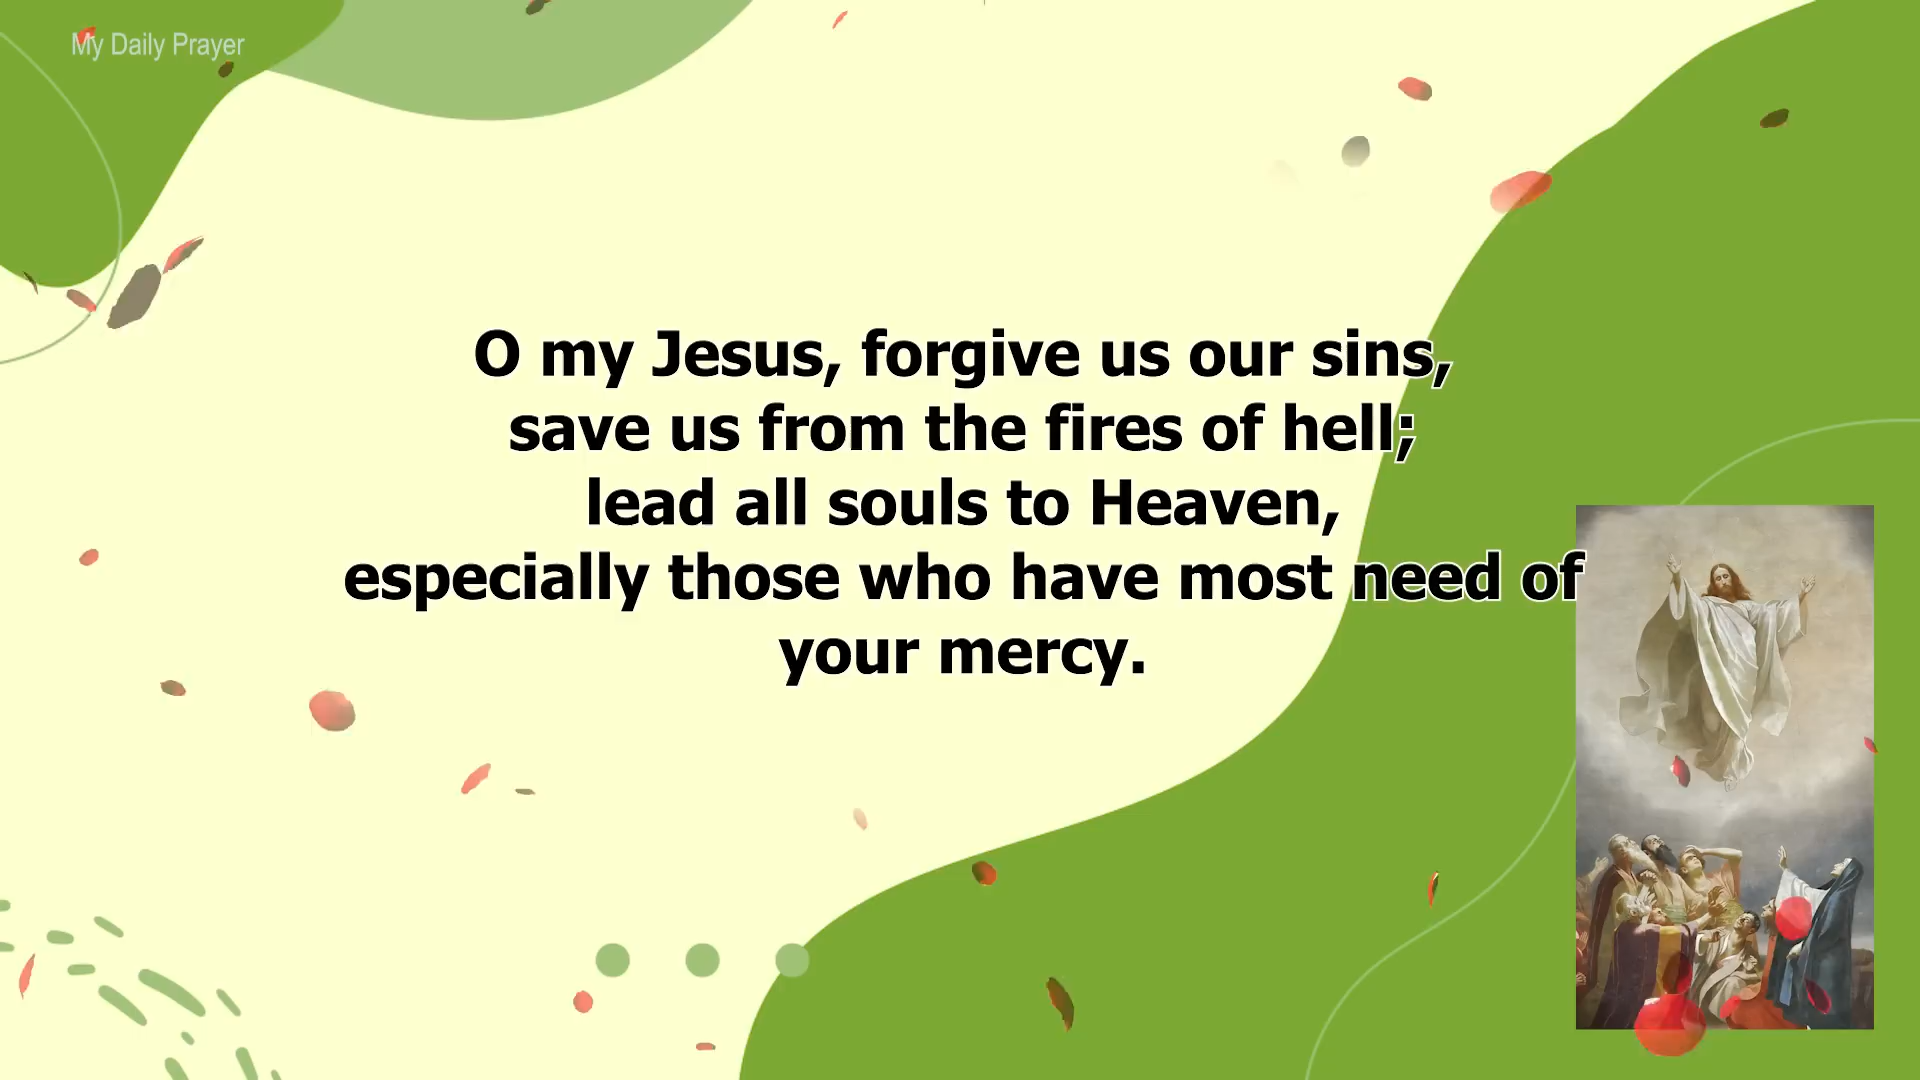 My Daily Prayer
O my Jesus, forgive us our sins,
save us from the fires of hell;
lead all souls to Heaven,
especially those who have most need of
your mercy.